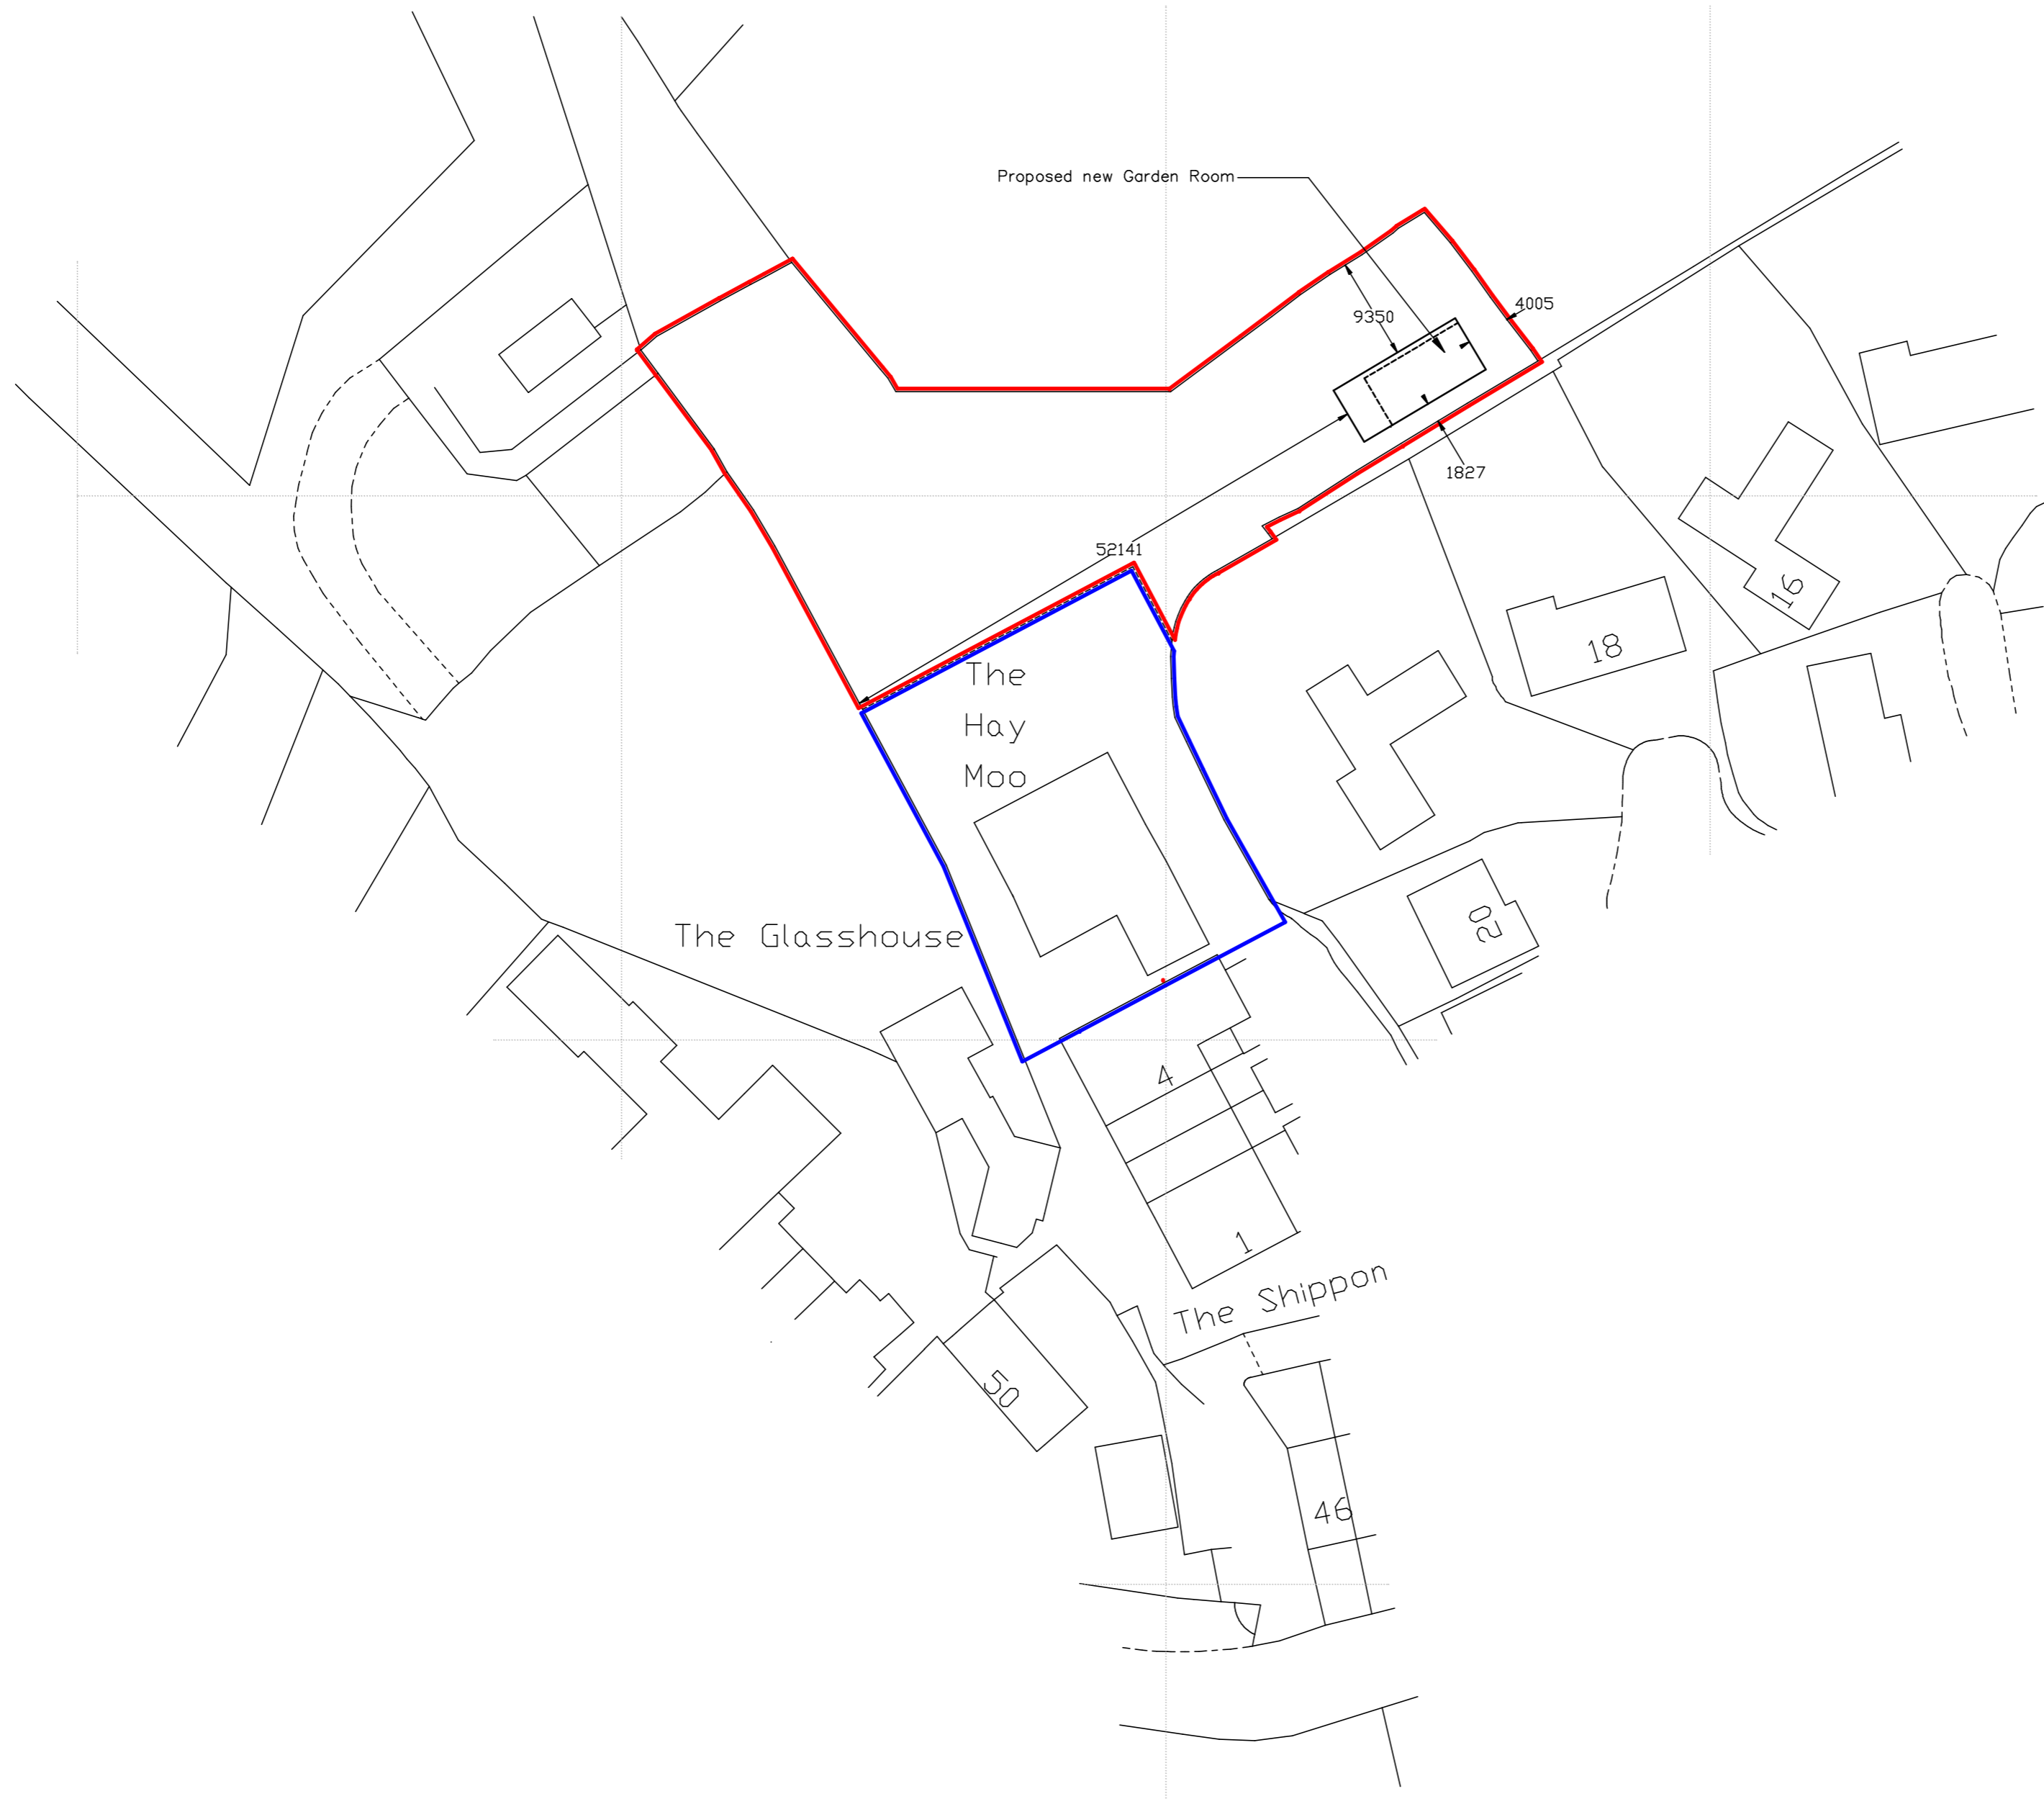 Proposed new Garden Room
4005
9350
1827
52141
16
18
The
Hay
Moo
The Glasshouse
20
4
1
The Shippon
50
46